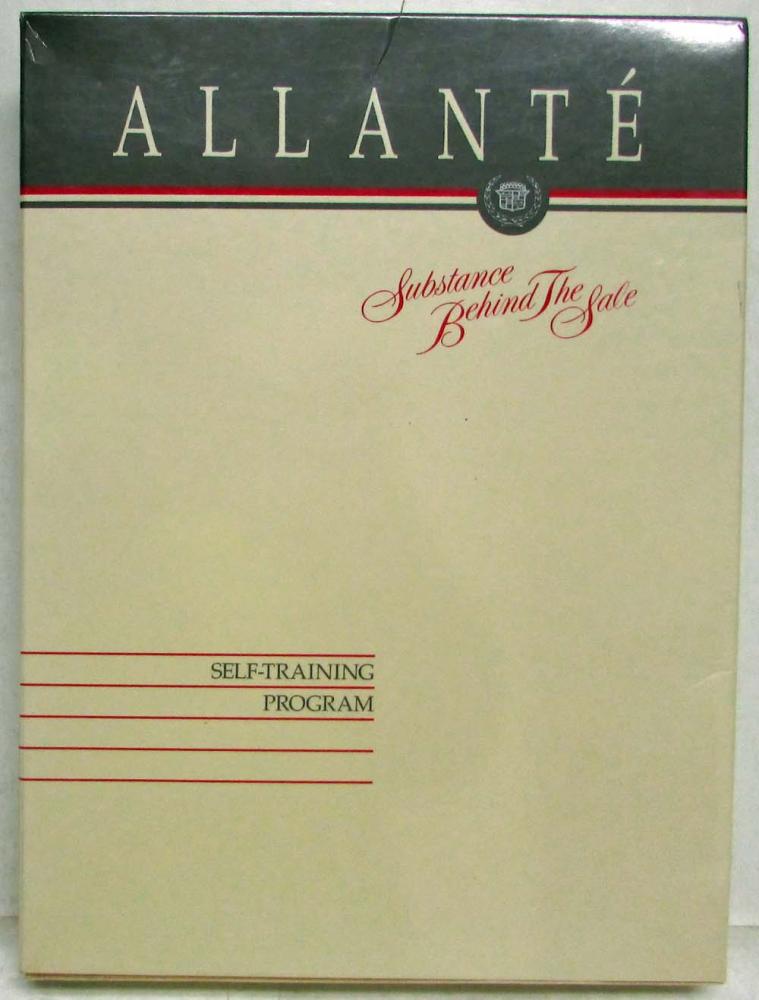 ALLANTÉ
Substance
Behind The Sale
SELF-TRAINING
PROGRAM